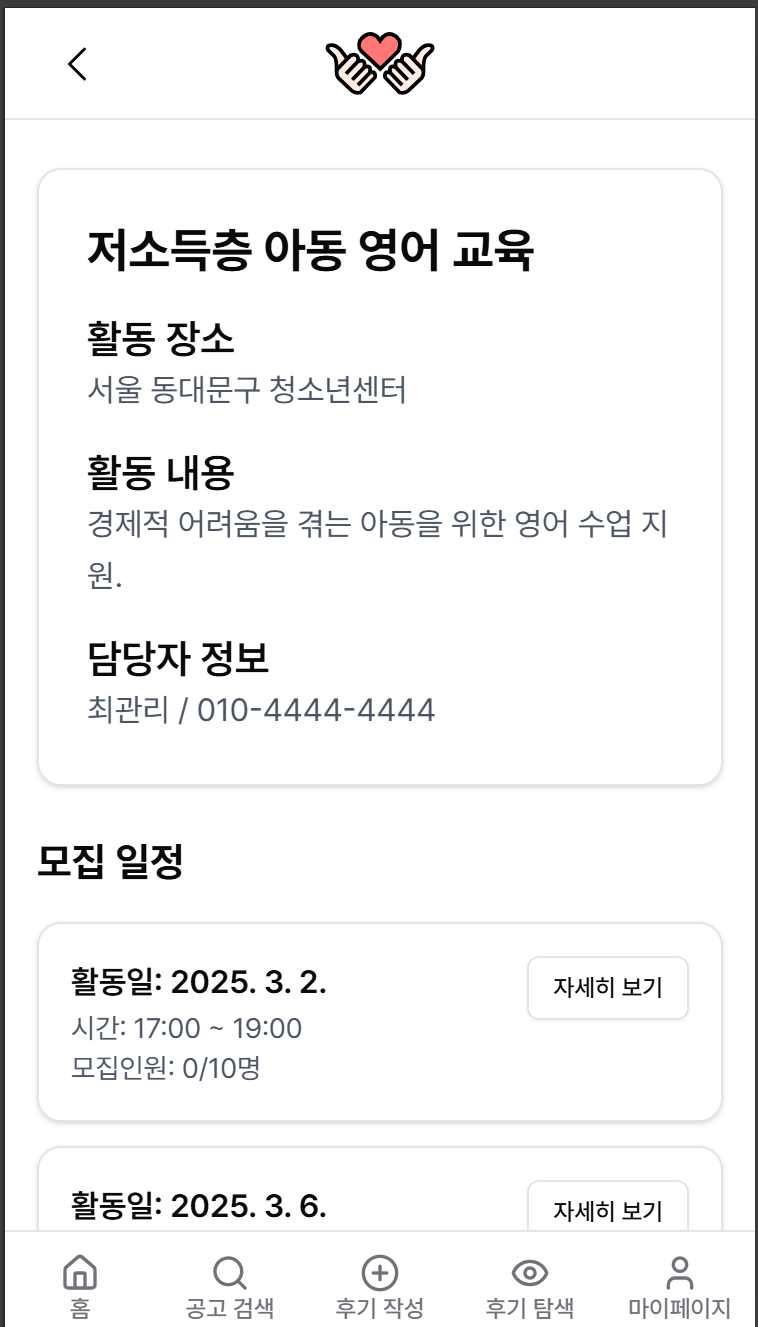 저소득층 아동 영어 교육
활동 장소
서울 동대문구 청소년센터
활동 내용
경제적 어려움을 겪는 아동을 위한 영어 수업 지
원.
담당자 정보
최관리 / 010-4444-4444
모집 일정
활동일: 2025. 3. 2.
자세히 보기
시간: 17:00 ~ 19:00
모집인원: 0/10명
활동일: 2025. 3. 6.
자세히 보기
홈
공고 검색
후기 작성
후기 탐색
마이페이지